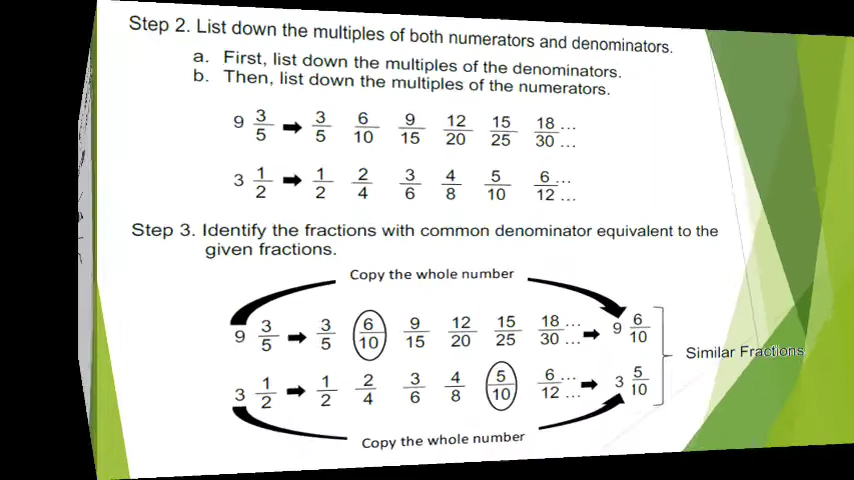 Step 2. List down the multiples of both numerators and denominators.
a. First, list down the multiples of the denominators.
b. Then, list down the multiples of the numerators.
9 3/5 ➡ 3/5 6/10 9/15 12/20 15/25 18/30 ... ...
3 1/2 ➡ 1/2 2/4 3/6 4/8 5/10 6/12 ... ...
Step 3. Identify the fractions with common denominator equivalent to the
given fractions.
Copy the whole number
9 3/5 ➡ 3/5 6/10 9/15 12/20 15/25 18/30 ... ... ➡ 9 6/10
Similar Fractions
3 1/2 ➡ 1/2 2/4 3/6 4/8 5/10 6/12 ... ... ➡ 3 5/10
Copy the whole number